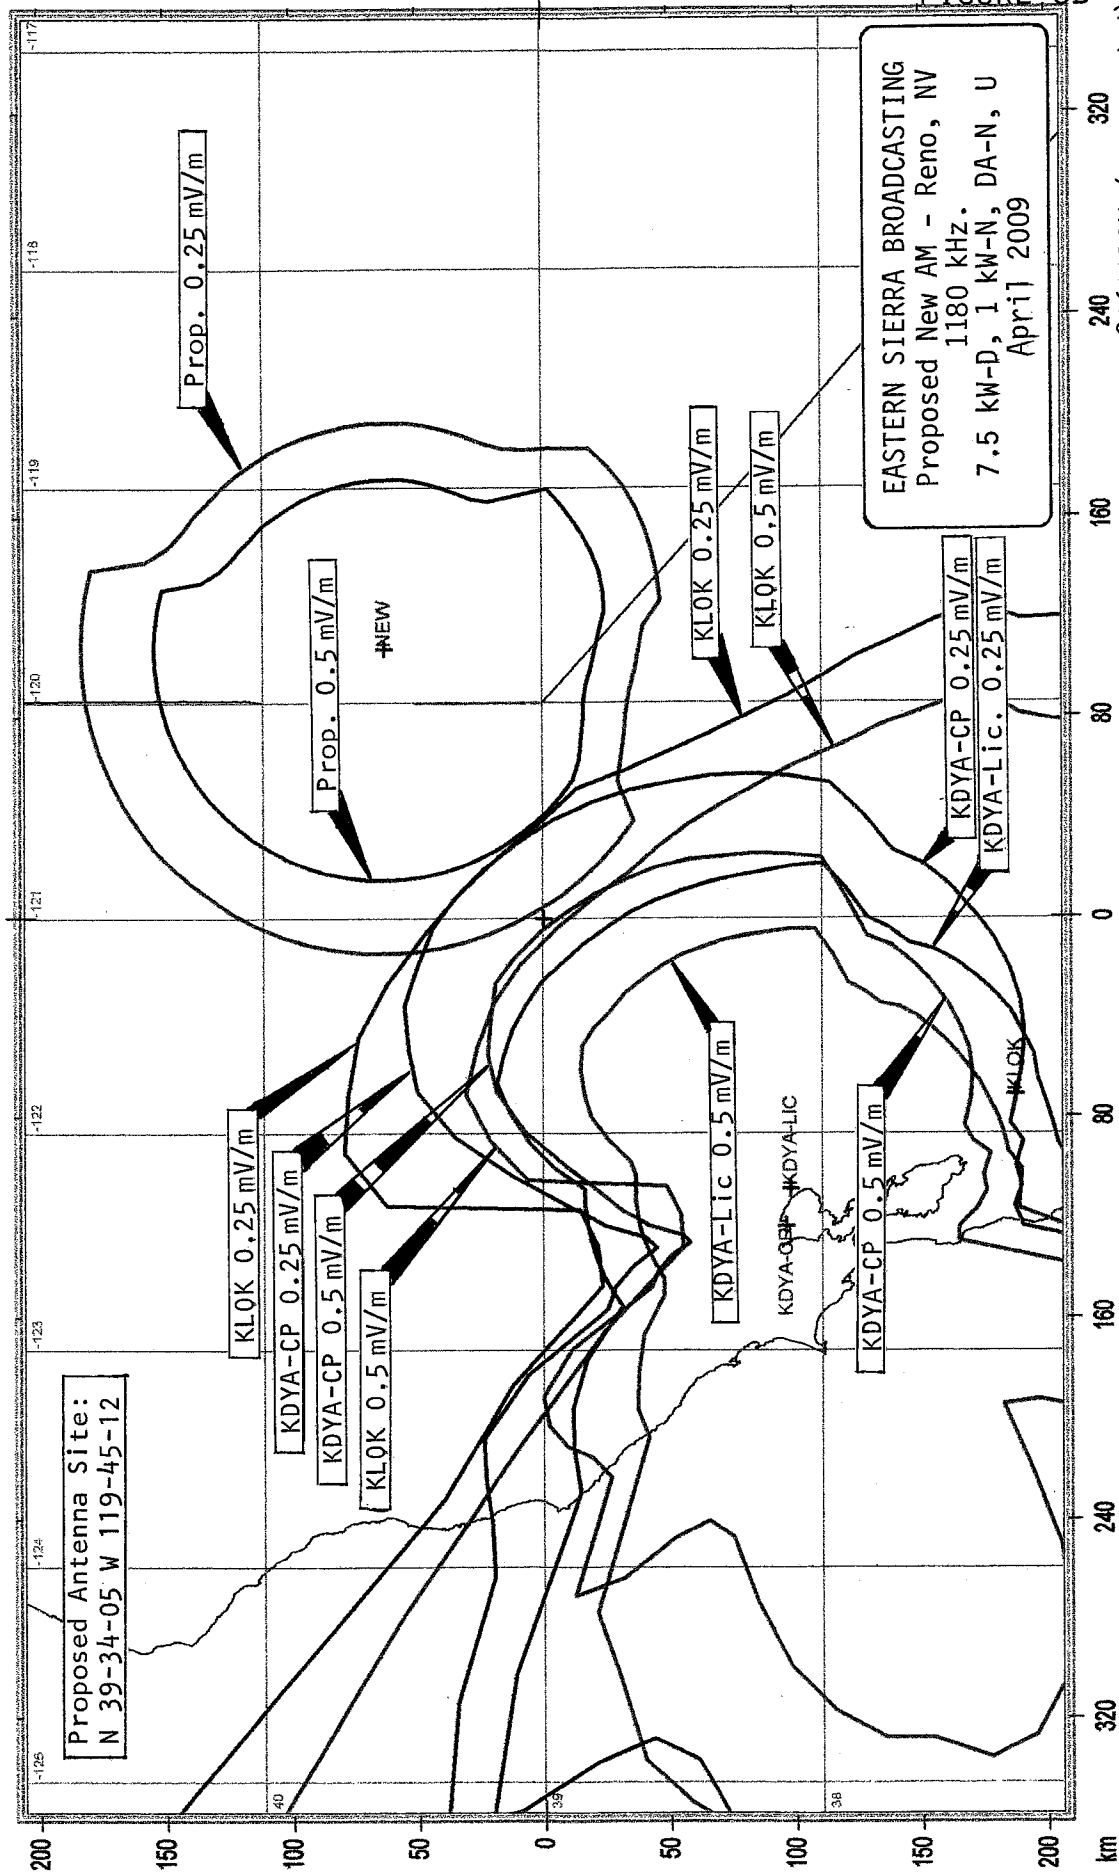 Proposed Antenna Site:
N 39-34-05 W 119-45-12
-125
-124
-123
-122
-121
-120
-119
-118
-117
40
39
38
KLOK 0.25 mV/m
KDYA-CP 0.25 mV/m
KDYA-CP 0.5 mV/m
KLOK 0.5 mV/m
Prop. 0.5 mV/m
Prop. 0.25 mV/m
NEW
KDYA-Lic 0.5 mV/m
KDYA-LIC
KDYA-CP 0.5 mV/m
KLOK
KLOK 0.25 mV/m
KLOK 0.5 mV/m
KDYA-CP 0.25 mV/m
KDYA-Lic. 0.25 mV/m
EASTERN SIERRA BROADCASTING
Proposed New AM - Reno, NV
1180 kHz.
7.5 kW-D, 1 kW-N, DA-N, U
April 2009
200
150
100
50
0
50
100
150
200
km
320
240
160
80
0
80
160
240
320